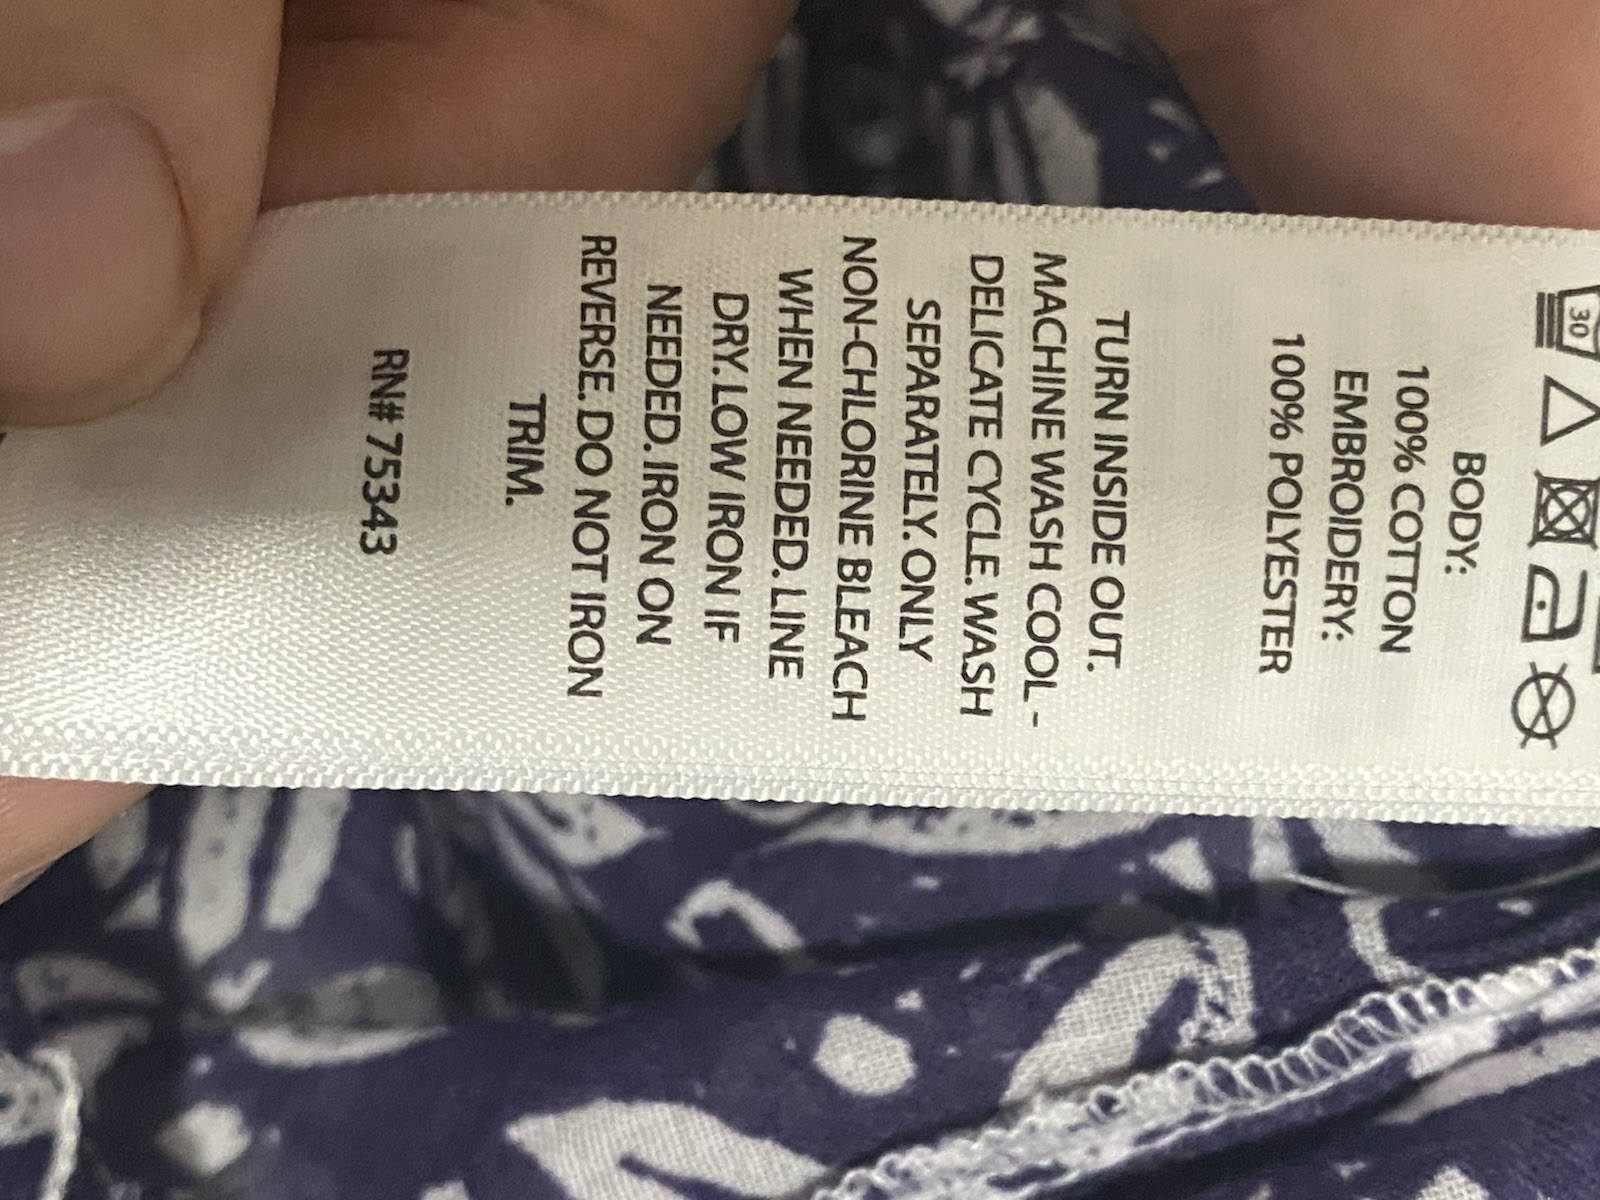 30
BODY:
100% COTTON
EMBROIDERY:
100% POLYESTER
TURN INSIDE OUT.
MACHINE WASH COOL -
DELICATE CYCLE. WASH
SEPARATELY. ONLY
NON-CHLORINE BLEACH
WHEN NEEDED. LINE
DRY. LOW IRON IF
NEEDED. IRON ON
REVERSE. DO NOT IRON
TRIM.
RN# 75343